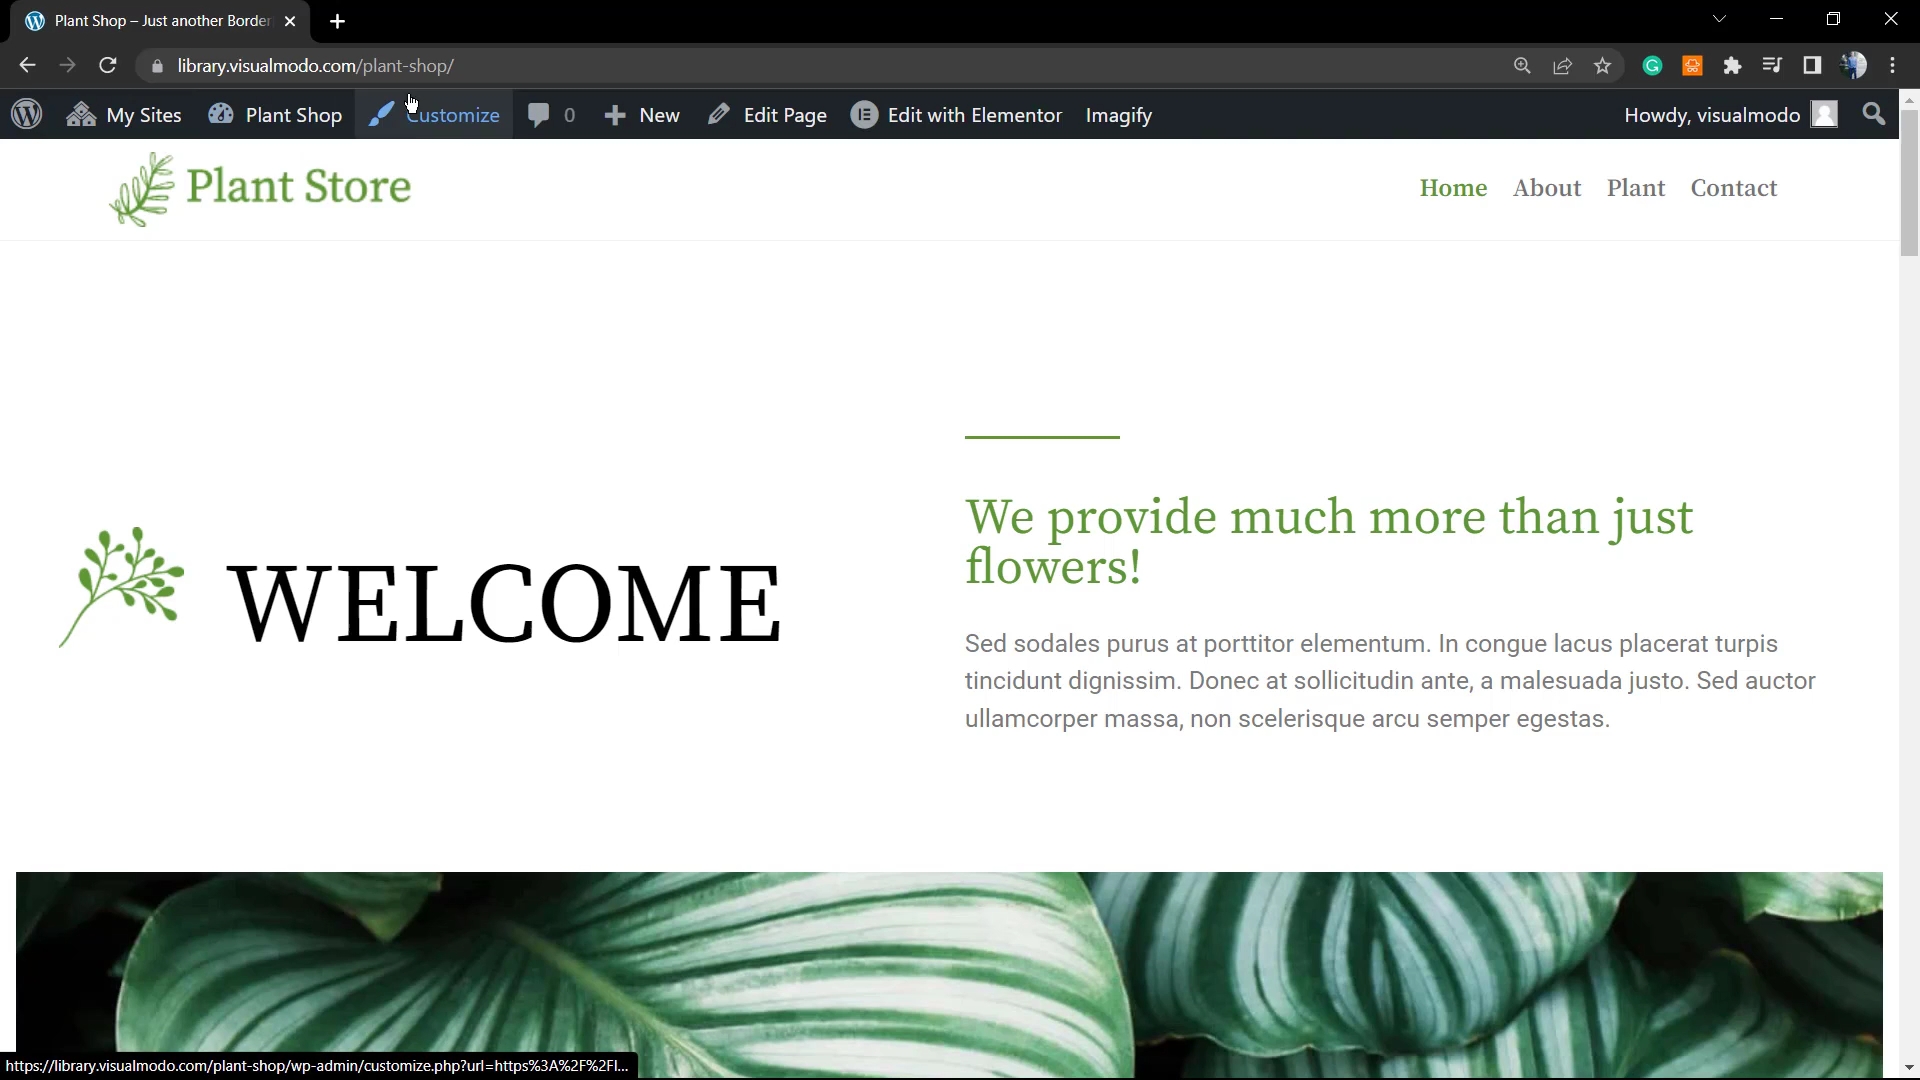 Plant Shop – Just another Border
library.visualmodo.com/plant-shop/
My Sites Plant Shop Customize 0 New Edit Page Edit with Elementor Imagify Howdy, visualmodo
Plant Store
Home About Plant Contact
WELCOME
We provide much more than just
flowers!
Sed sodales purus at porttitor elementum. In congue lacus placerat turpis
tincidunt dignissim. Donec at sollicitudin ante, a malesuada justo. Sed auctor
ullamcorper massa, non scelerisque arcu semper egestas.
https://library.visualmodo.com/plant-shop/wp-admin/customize.php?url=https%3A%2F%2Fl...